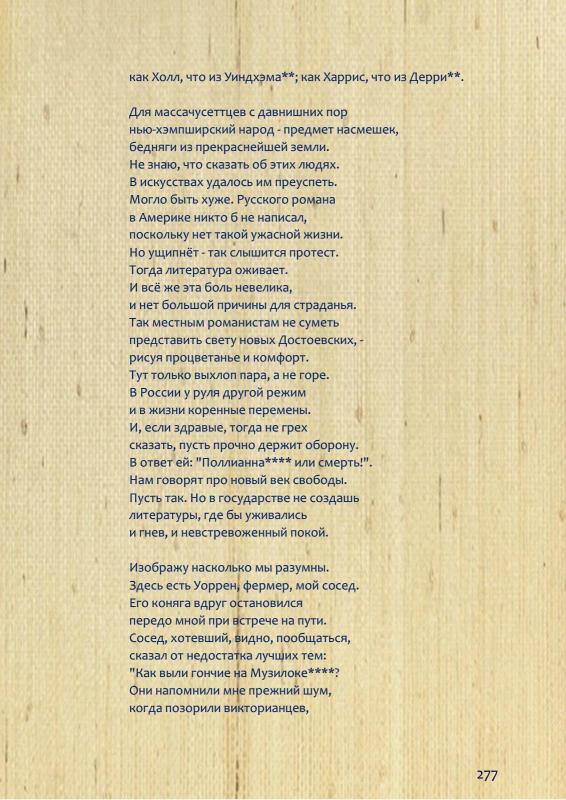 как Холл, что из Уиндхэма**; как Харрис, что из Дерри**.
Для массачусеттцев с давнишних пор
нью-хэмпширский народ - предмет насмешек,
бедняги из прекраснейшей земли.
Не знаю, что сказать об этих людях.
В искусствах удалось им преуспеть.
Могло быть хуже. Русского романа
в Америке никто б не написал,
поскольку нет такой ужасной жизни.
Но ущипнёт - так слышится протест.
Тогда литература оживает.
И всё же эта боль невелика,
и нет большой причины для страданья.
Так местным романистам не суметь
представить свету новых Достоевских, -
рисуя процветанье и комфорт.
Тут только выхлоп пара, а не горе.
В России у руля другой режим
и в жизни коренные перемены.
И, если здравые, тогда не грех
сказать, пусть прочно держит оборону.
В ответ ей: "Поллианна**** или смерть!".
Нам говорят про новый век свободы.
Пусть так. Но в государстве не создашь
литературы, где бы уживались
и гнев, и невстревоженный покой.
Изображу насколько мы разумны.
Здесь есть Уоррен, фермер, мой сосед.
Его коняга вдруг остановился
передо мной при встрече на пути.
Сосед, хотевший, видно, пообщаться,
сказал от недостатка лучших тем:
"Как выли гончие на Музилоке****?
Они напомнили мне прежний шум,
когда позорили викторианцев,
277